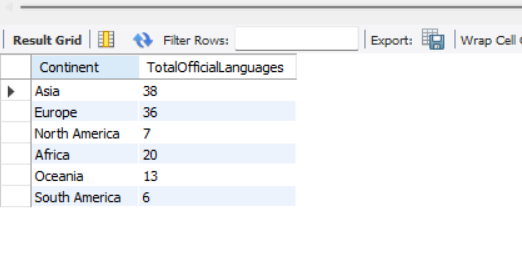 Result Grid Filter Rows: Export: Wrap Cell
Continent TotalOfficialLanguages
Asia 38
Europe 36
North America 7
Africa 20
Oceania 13
South America 6